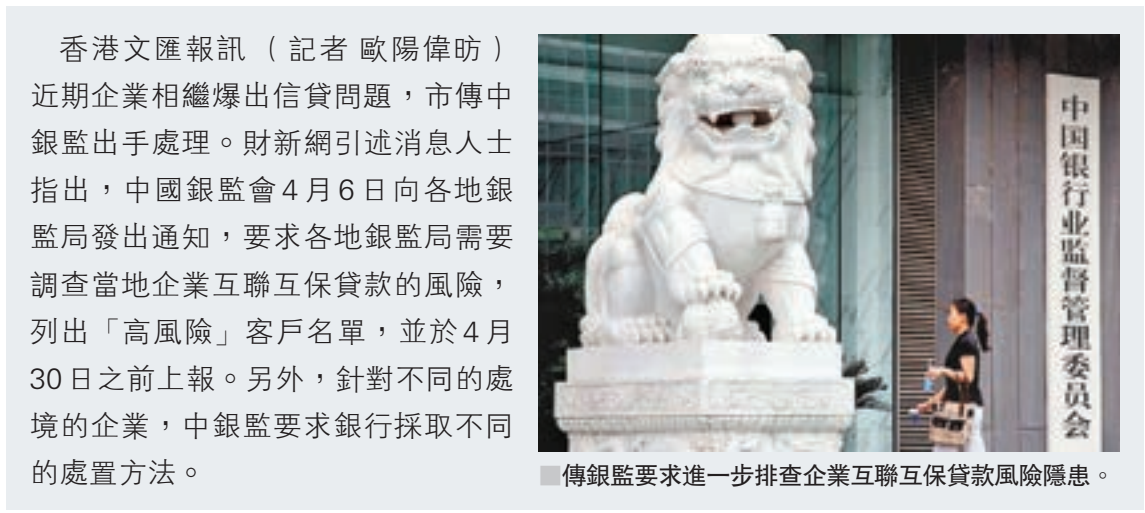 香港文匯報訊（記者 歐陽偉昉）
近期企業相繼爆出信貸問題，市傳中
銀監出手處理。財新網引述消息人士
指出，中國銀監會4月6日向各地銀
監局發出通知，要求各地銀監局需要
調查當地企業互聯互保貸款的風險，
列出「高風險」客戶名單，並於4月
30日之前上報。另外，針對不同的處
境的企業，中銀監要求銀行採取不同
的處置方法。
中国银行业监督管理委员会
■傳銀監要求進一步排查企業互聯互保貸款風險隱患。